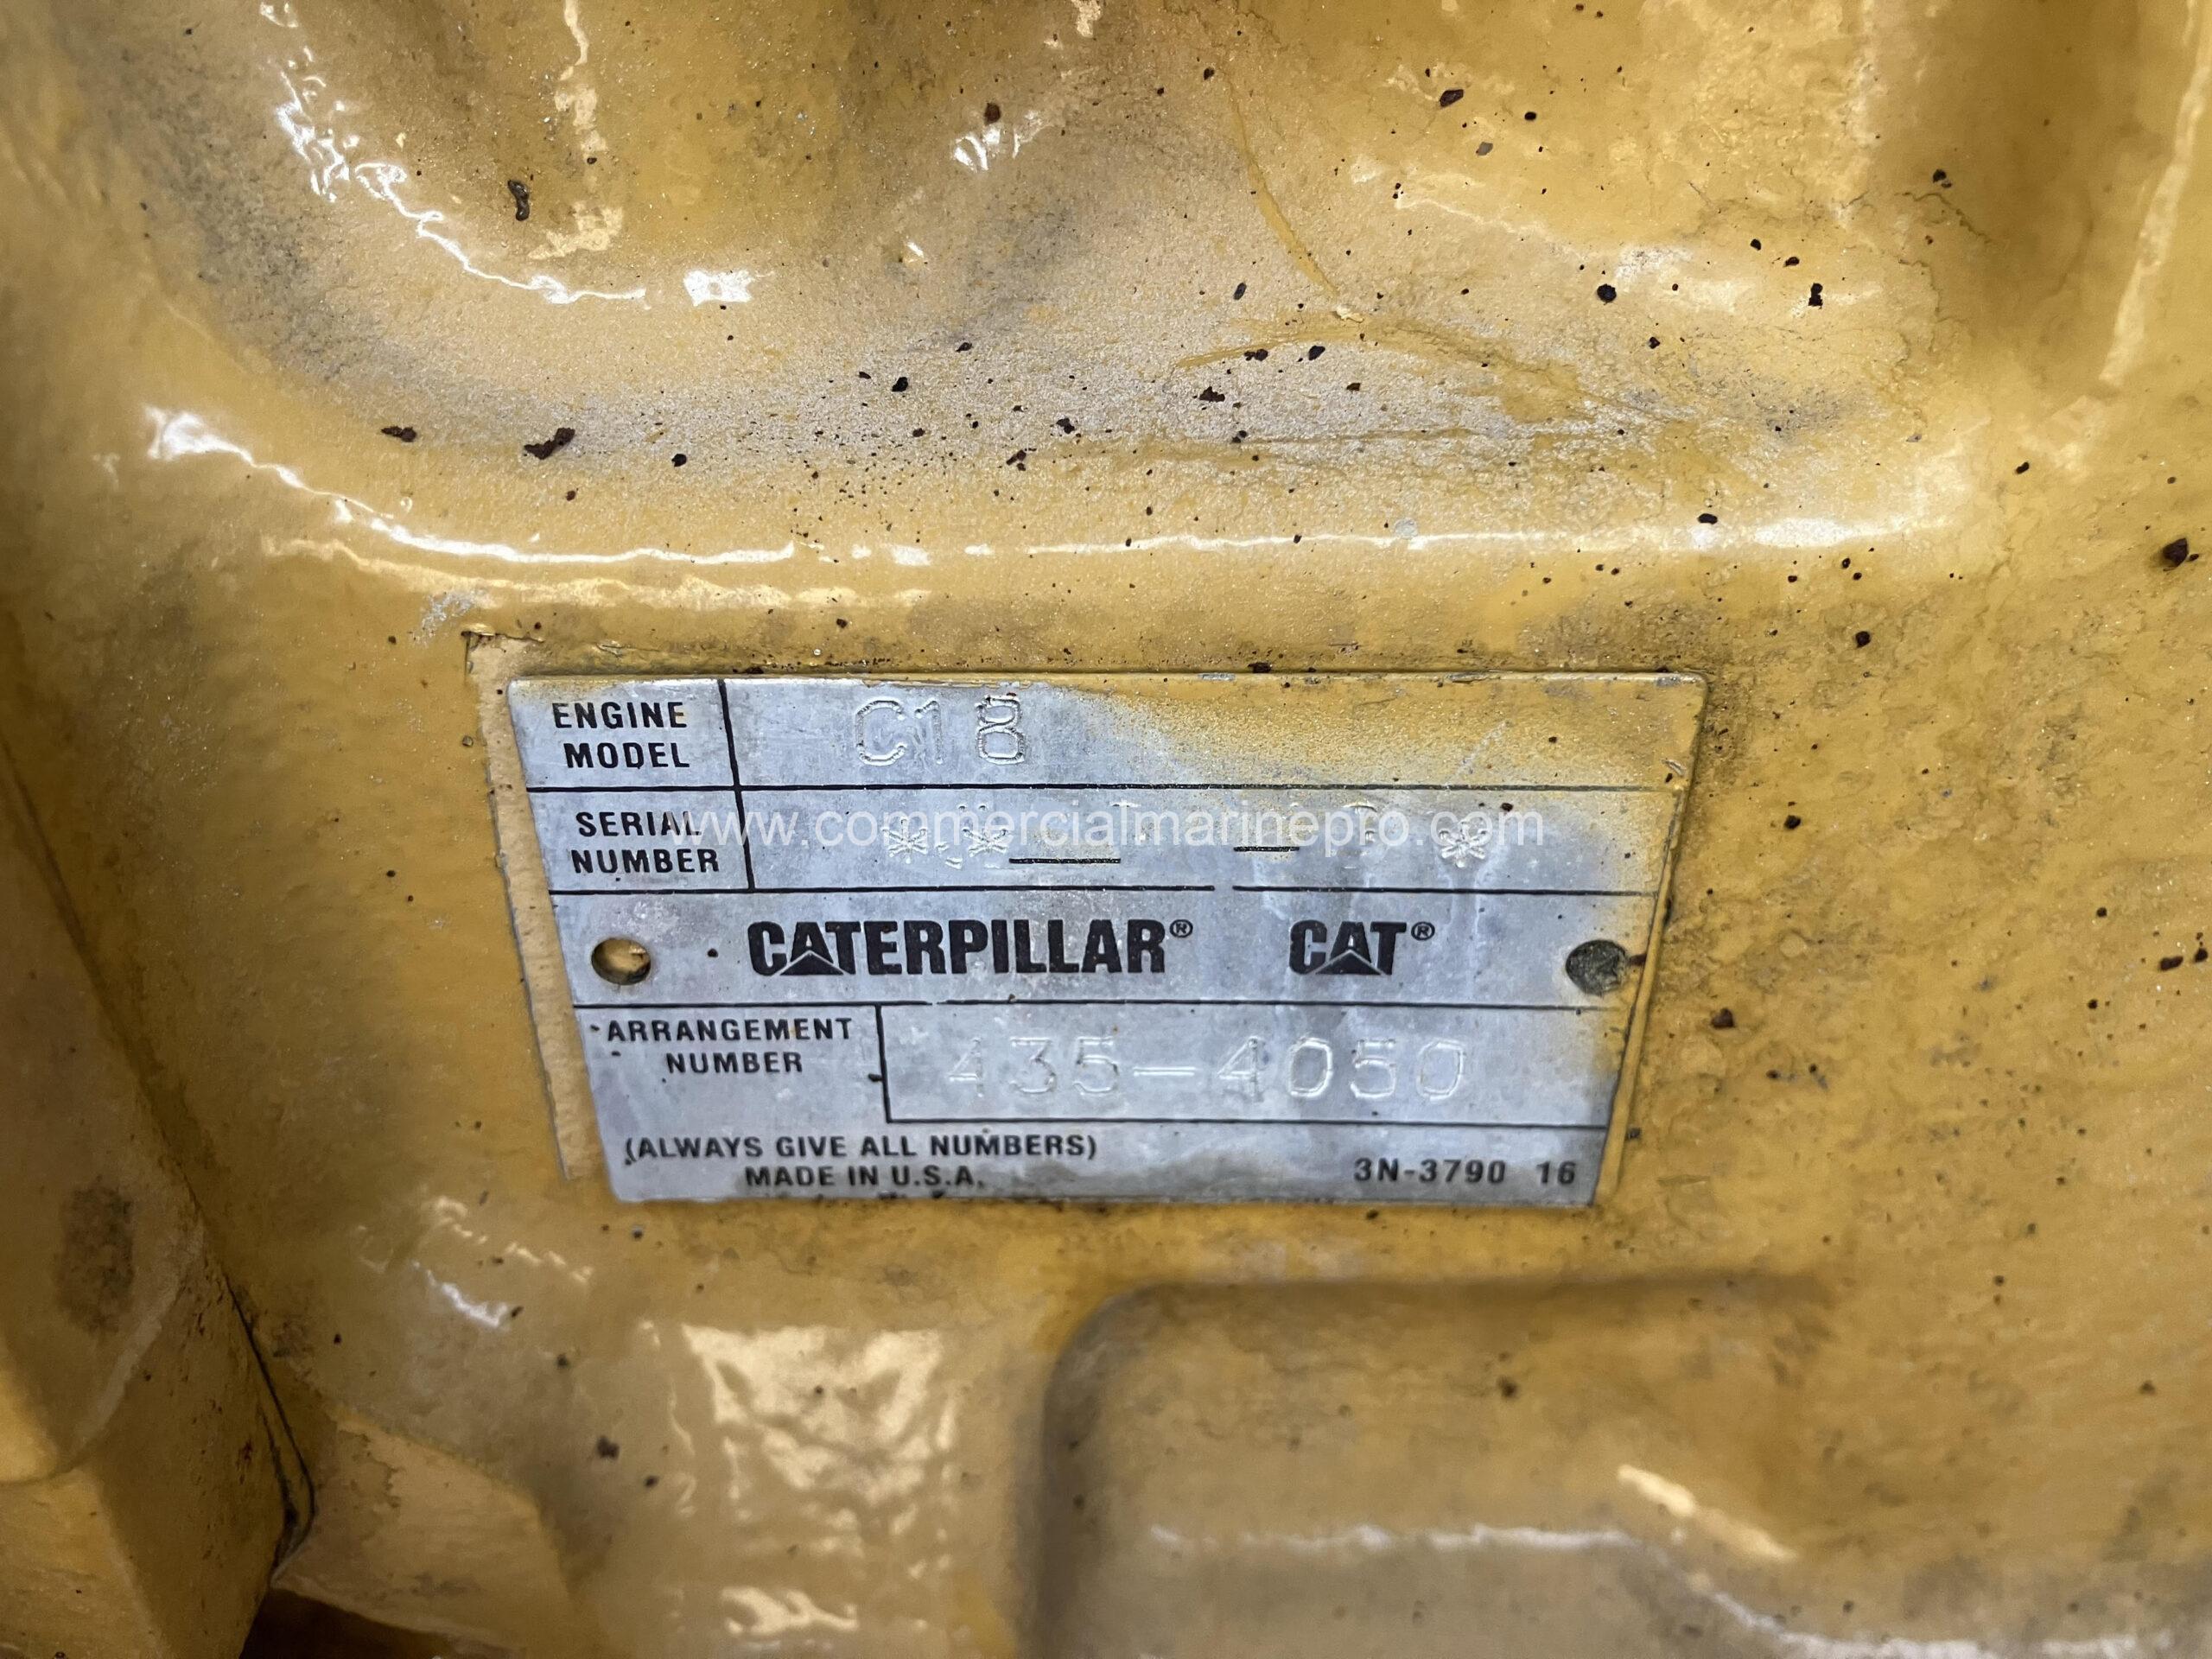 ENGINE MODEL C18
SERIAL NUMBER * *
www.commercialmarinepro.com
CATERPILLAR® CAT®
ARRANGEMENT NUMBER 435-4050
(ALWAYS GIVE ALL NUMBERS)
MADE IN U.S.A.
3N-3790 16